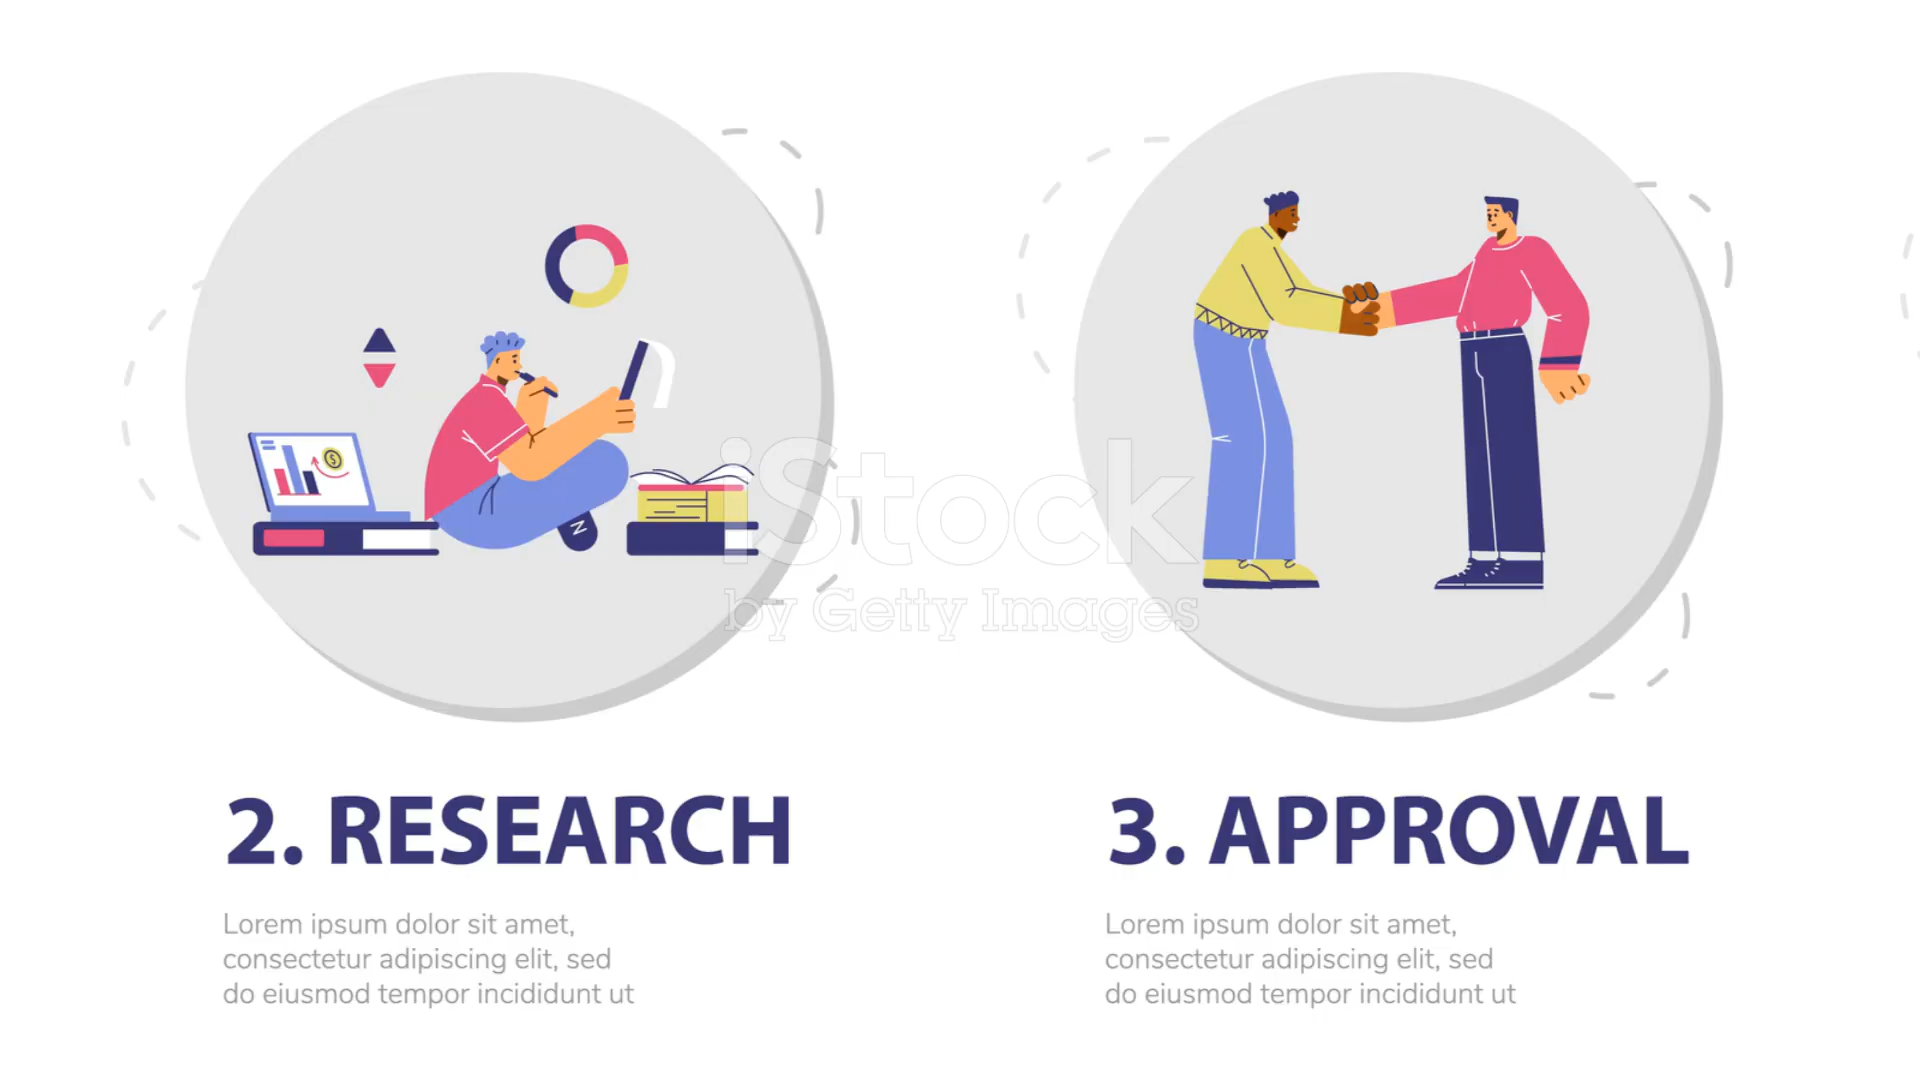 $
N
iStock
by Getty Images
2. RESEARCH
Lorem ipsum dolor sit amet,
consectetur adipiscing elit, sed
do eiusmod tempor incididunt ut
3. APPROVAL
Lorem ipsum dolor sit amet,
consectetur adipiscing elit, sed
do eiusmod tempor incididunt ut